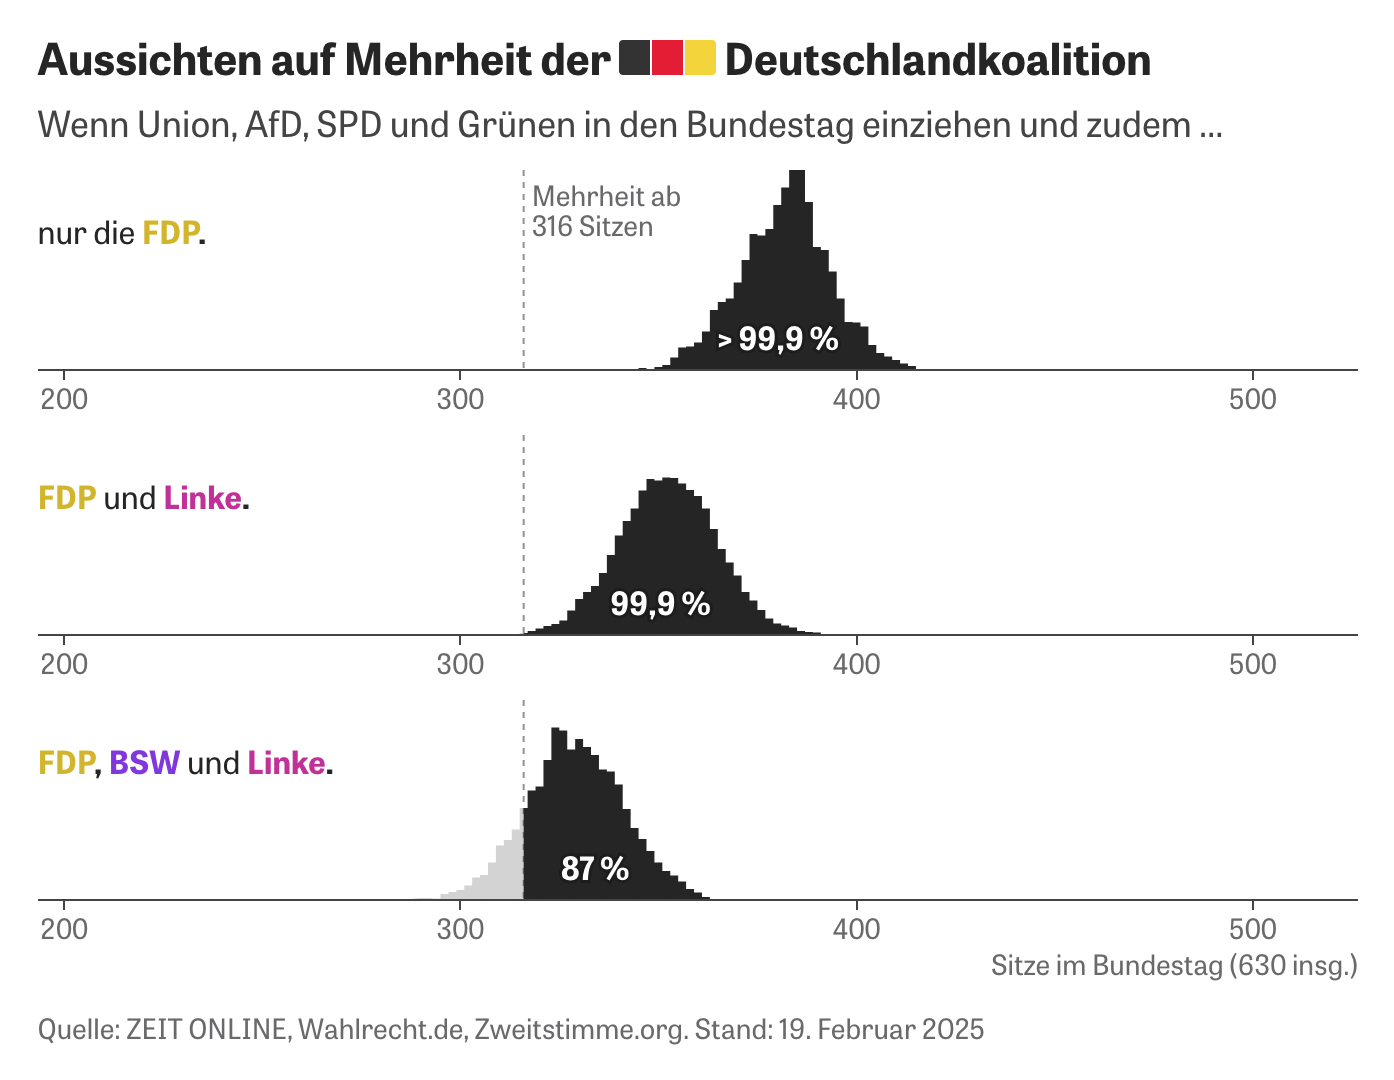 Aussichten auf Mehrheit der Deutschlandkoalition
Wenn Union, AfD, SPD und Grünen in den Bundestag einziehen und zudem ...
nur die FDP.
Mehrheit ab
316 Sitzen
> 99,9 %
200 300 400 500
FDP und Linke.
99,9 %
200 300 400 500
FDP, BSW und Linke.
87 %
200 300 400 500
Sitze im Bundestag (630 insg.)
Quelle: ZEIT ONLINE, Wahlrecht.de, Zweitstimme.org. Stand: 19. Februar 2025